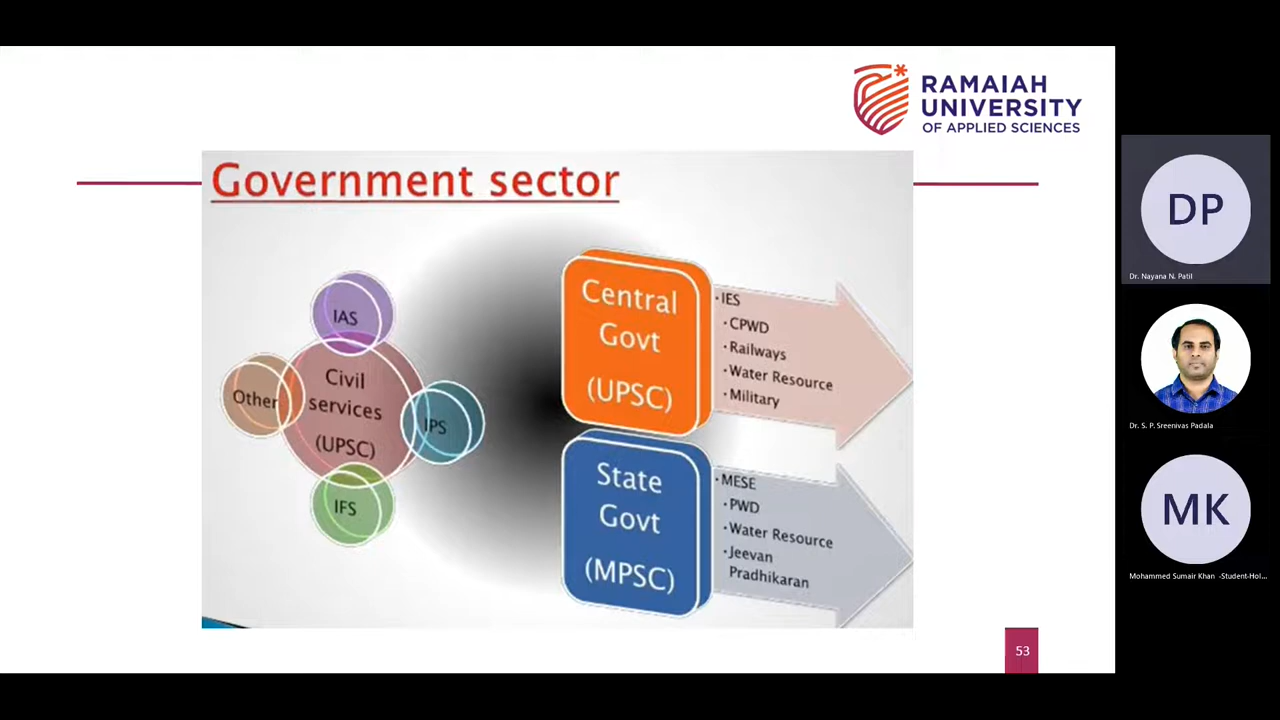 RAMAIAH
UNIVERSITY
OF APPLIED SCIENCES
Government sector
IAS
Civil
services
(UPSC)
Other
IPS
IFS
Central
Govt
(UPSC)
• IES
• CPWD
• Railways
• Water Resource
• Military
State
Govt
(MPSC)
• MESE
• PWD
• Water Resource
• Jeevan
Pradhikaran
53
DP
Dr. Nayana N. Patil
Dr. S. P. Sreenivas Padala
MK
Mohammed Sumair Khan -Student-Hol...